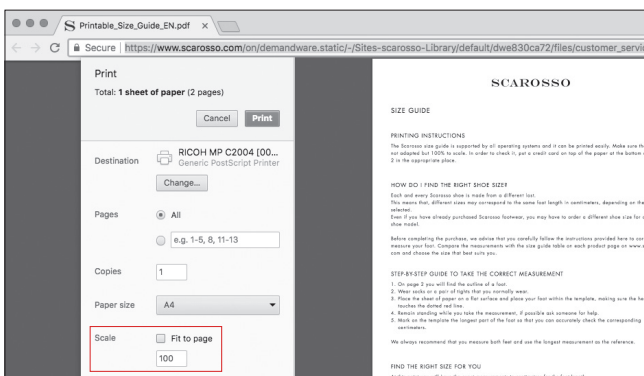 Printable_Size_Guide_EN.pdf
Secure https://www.scarosso.com/on/demandware.static/-/Sites-scarosso-Library/default/dwe830ca72/files/customer_servi
Print
Total: 1 sheet of paper (2 pages)
Cancel Print
Destination
RICOH MP C2004 [00...
Generic PostScript Printer
Change...
Pages
All
e.g. 1-5, 8, 11-13
Copies
1
Paper size
A4
Scale
Fit to page
100
SCAROSSO
SIZE GUIDE
PRINTING INSTRUCTIONS
The Scarosso size guide is supported by all operating systems and it can be printed easily. Make sure th
not adapted but 100% to scale. In order to check it, put a credit card on top of the paper at the bottom
2 in the appropriate place.
HOW DO I FIND THE RIGHT SHOE SIZE?
Each and every Scarosso shoe is made from a different last.
This means that, different sizes may correspond to the same foot length in centimeters, depending on the
selected.
Even if you have already purchased Scarosso footwear, you may have to order a different shoe size for
shoe model.
Before completing the purchase, we advise that you carefully follow the instructions provided here to cor
measure your foot. Compare the measurements with the size guide table on each product page on www.
com and choose the size that best suits you.
STEP-BY-STEP GUIDE TO TAKE THE CORRECT MEASUREMENT
1. On page 2 you will find the outline of a foot.
2. Wear socks or a pair of tights that you normally wear.
3. Place the sheet of paper on a flat surface and place your foot within the template, making sure the he
touches the dotted red line.
4. Remain standing while you take the measurement, if possible ask someone for help.
5. Mark on the template the longest part of the foot so that you can accurately check the corresponding
centimeters.
We always recommend that you measure both feet and use the longest measurement as the reference.
FIND THE RIGHT SIZE FOR YOU